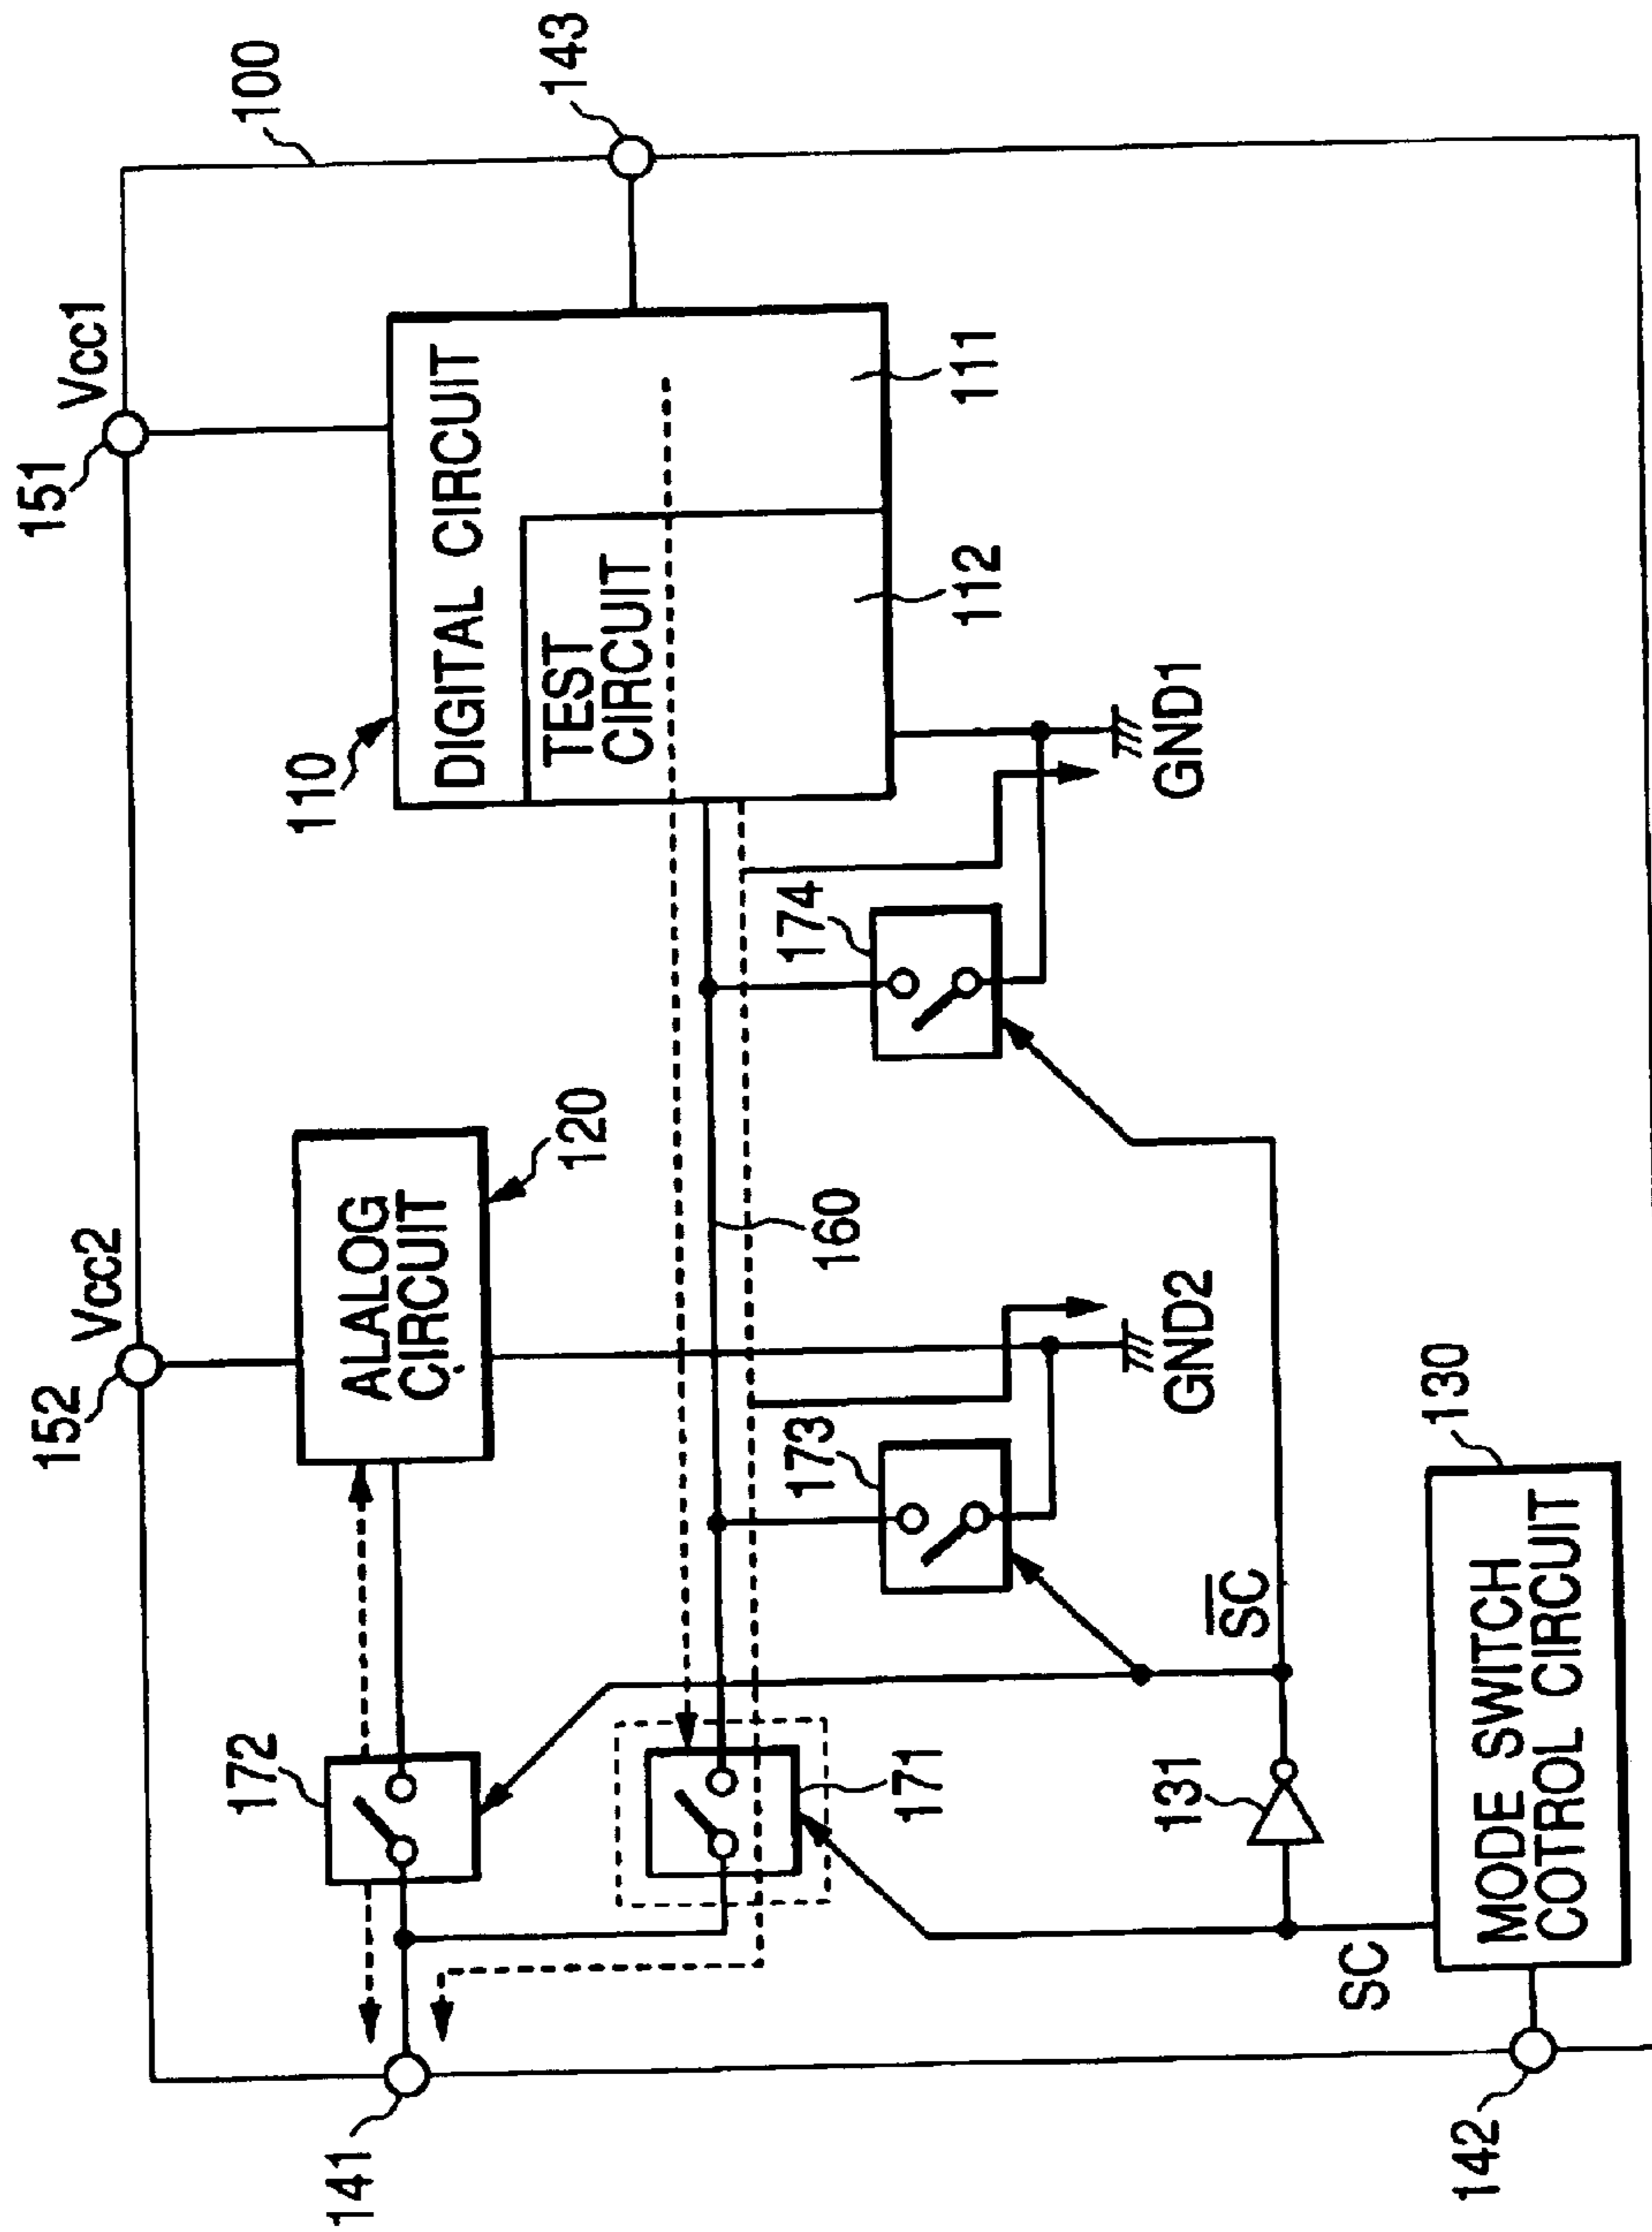 100
151
Vcc1
152
Vcc2
143
110
DIGITAL CIRCUIT
TEST
CIRCUIT
111
112
ALALOG
CIRCUIT
120
172
174
160
173
171
GND1
GND2
141
131
SC
SC
130
MODE SWITCH
COTROL CIRCUIT
142